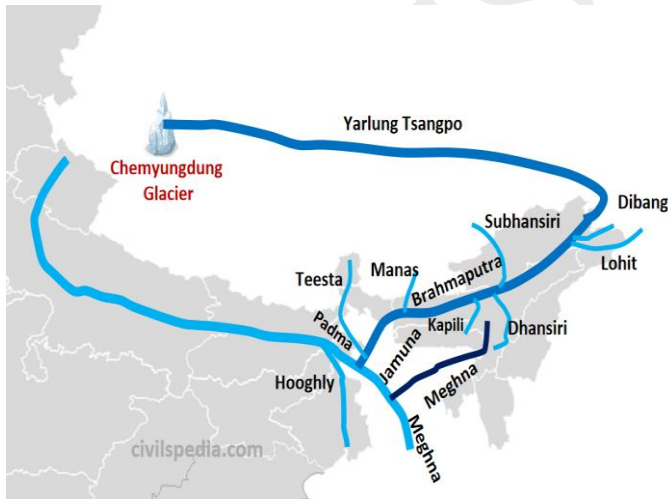 Yarlung Tsangpo
Chemyungdung
Glacier
Dibang
Subhansiri
Lohit
Teesta
Manas
Brahmaputra
Padma
Jamuna
Kapili
Dhansiri
Hooghly
Meghna
Meghna
civilspedia.com